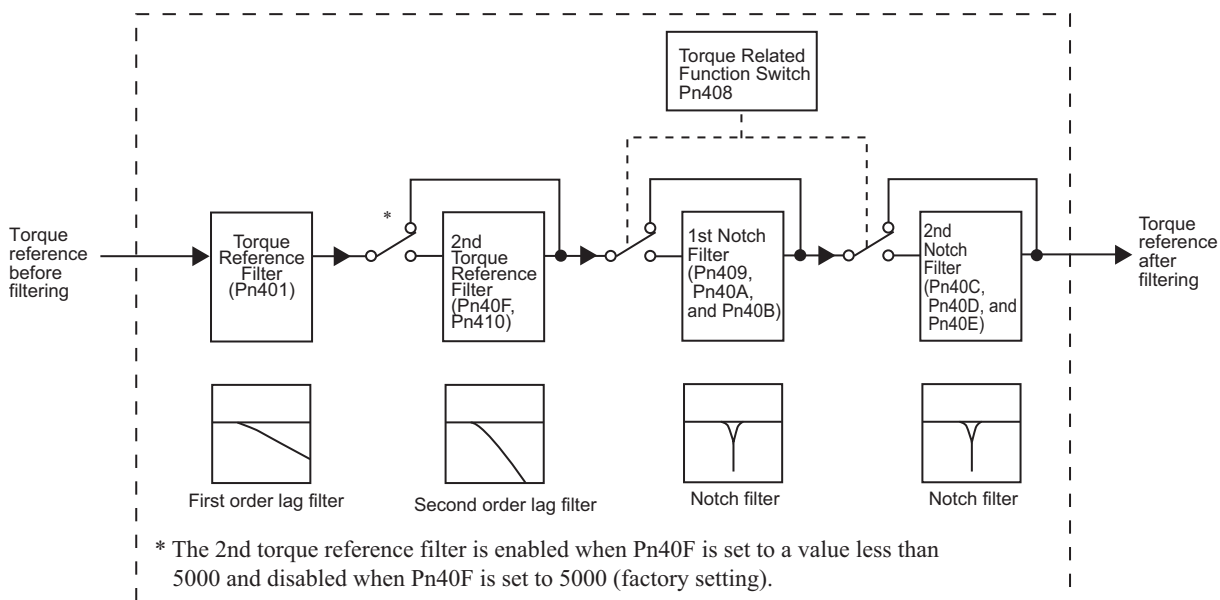 Torque Related
Function Switch
Pn408
*
Torque
reference
before
filtering
Torque
Reference
Filter
(Pn401)
2nd
Torque
Reference
Filter
(Pn40F,
Pn410)
1st Notch
Filter
(Pn409,
Pn40A,
and Pn40B)
2nd
Notch
Filter
(Pn40C,
Pn40D, and
Pn40E)
Torque
reference
after
filtering
First order lag filter
Second order lag filter
Notch filter
Notch filter
* The 2nd torque reference filter is enabled when Pn40F is set to a value less than
5000 and disabled when Pn40F is set to 5000 (factory setting).